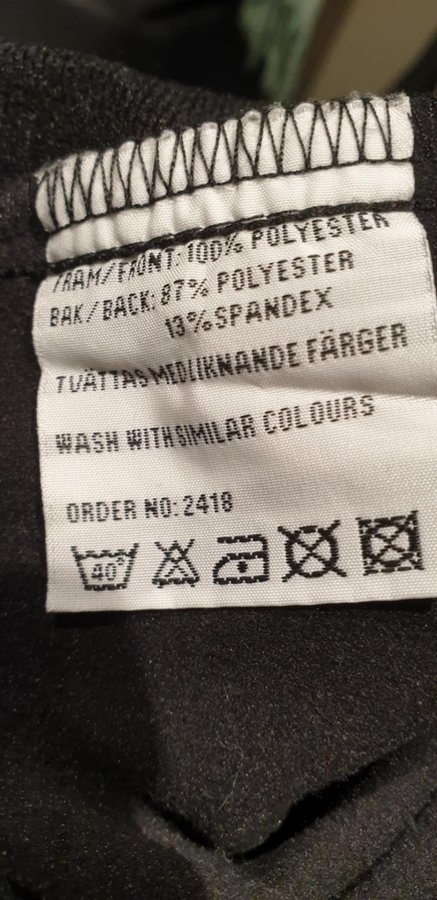 FRAM/FRONT: 100% POLYESTER
BAK/BACK: 87% POLYESTER
13% SPANDEX
TVÄTTAS MED LIKNANDE FÄRGER
WASH WITH SIMILAR COLOURS
ORDER NO: 2418
40°